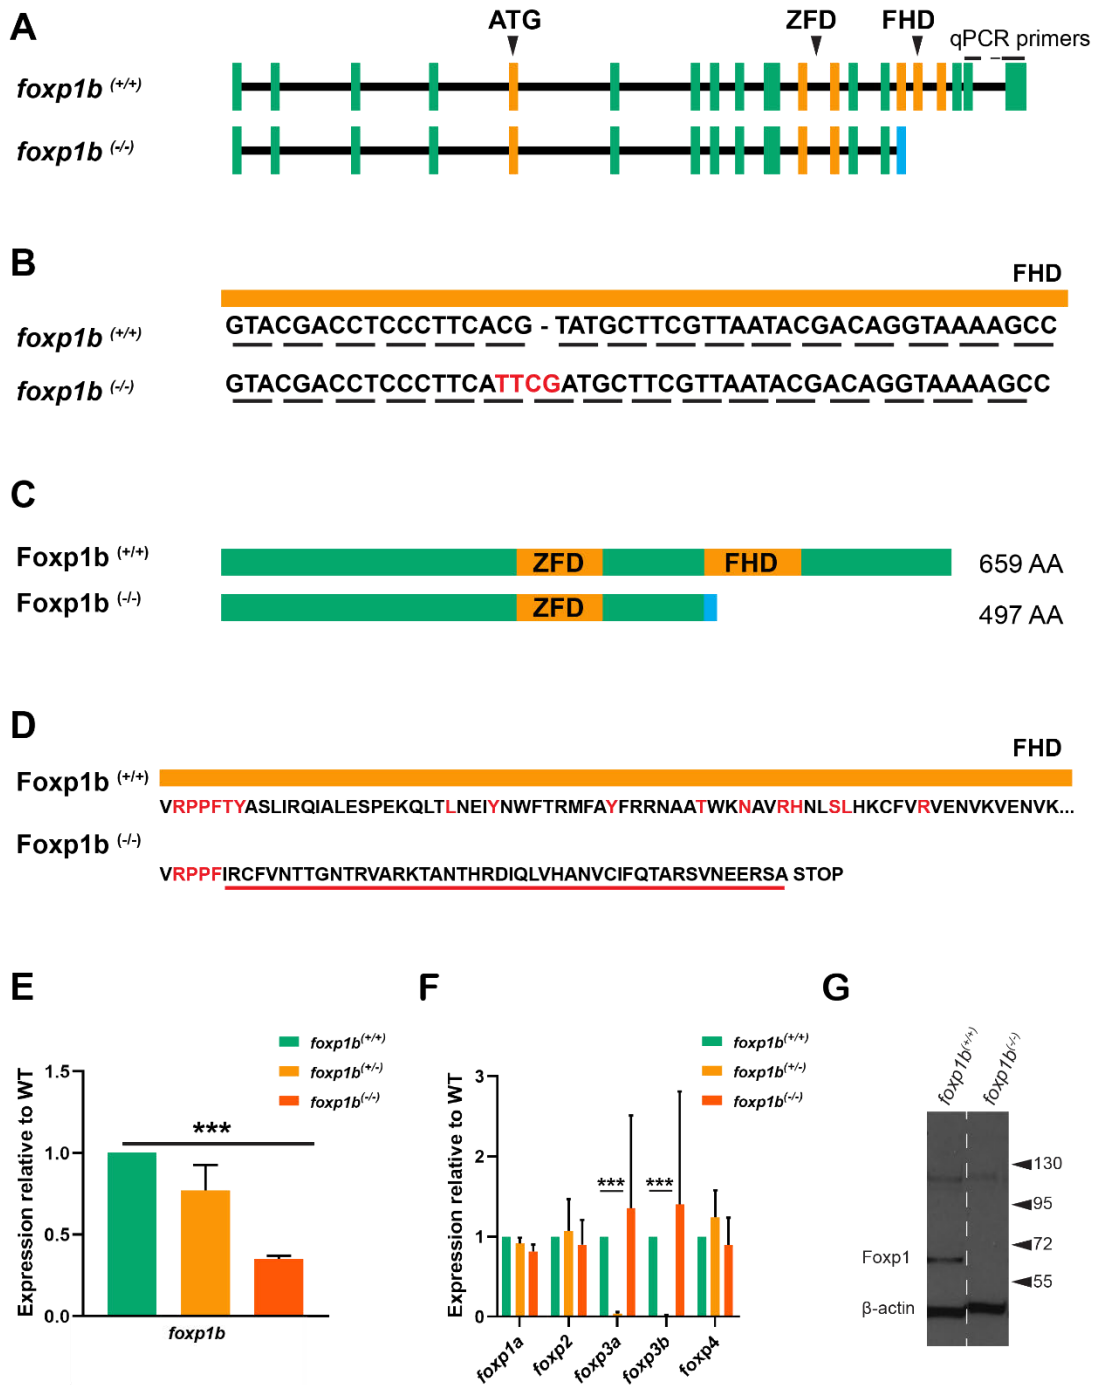 A
ATG
ZFD
FHD
qPCR primers
foxp1b (+/+)
foxp1b (-/-)
B
FHD
foxp1b (+/+)
GTACGACCTCCCTTCACG - TATGCTTCGTTAATACGACAGGTAAAAGCC
foxp1b (-/-)
GTACGACCTCCCTTCATTCGATGCTTCGTTAATACGACAGGTAAAAGCC
C
Foxp1b (+/+)
ZFD
FHD
659 AA
Foxp1b (-/-)
ZFD
497 AA
D
FHD
Foxp1b (+/+)
VRPPFTYASLIRQIALESPEKQLTLNEIYNWFTRMFAYFRRNAATWKNAVRHNLSLHKCFVRVENVKVENVK...
Foxp1b (-/-)
VRPPFIRCFVNTTGNTRVARKTANTHRDIQLVHANVCIFQTARSVNEERSA STOP
E
foxp1b(+/+)
foxp1b(+/-)
foxp1b(-/-)
Expression relative to WT
1.5
1.0
0.5
0.0
***
foxp1b
F
foxp1b(+/+)
foxp1b(+/-)
foxp1b(-/-)
Expression relative to WT
3
2
1
0
***
***
foxp1a
foxp2
foxp3a
foxp3b
foxp4
G
foxp1b(+/+)
foxp1b(-/-)
130
95
72
55
Foxp1
β-actin